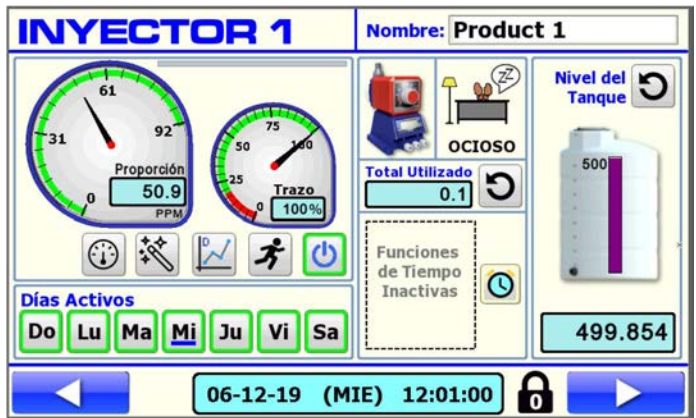 INYECTOR 1
Nombre: Product 1
61
31
92
0
Proporción
50.9
PPM
75
50
100
25
0
Trazo
100%
D
ZZ
OCIOSO
Total Utilizado
0.1
Funciones
de Tiempo
Inactivas
Nivel del
Tanque
500
499.854
Días Activos
Do Lu Ma Mi Ju Vi Sa
06-12-19 (MIE) 12:01:00
0